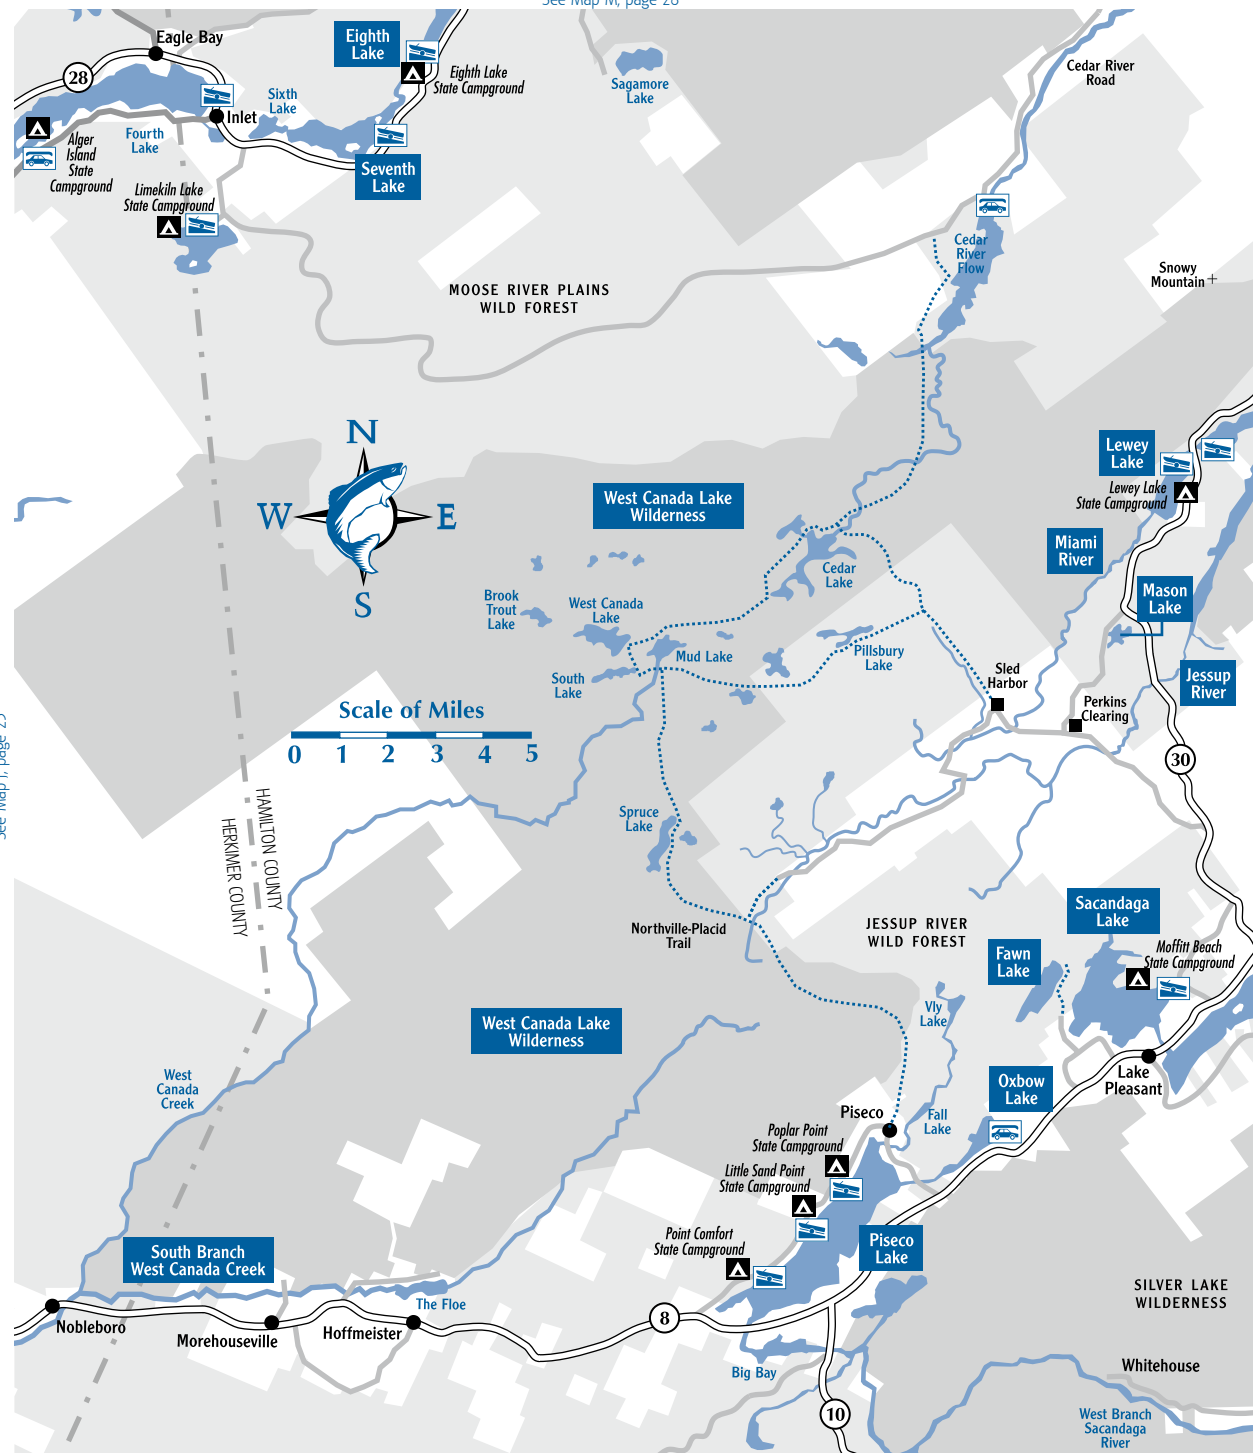 See Map M, page 28
Eagle Bay
28
Eighth
Lake
Eighth Lake
State Campground
Sagamore
Lake
Cedar River
Road
Sixth
Lake
Inlet
Fourth
Lake
Alger
Island
State
Campground
Seventh
Lake
Limekiln Lake
State Campground
Cedar
River
Flow
Snowy
Mountain
MOOSE RIVER PLAINS
WILD FOREST
N
W
E
S
Lewey
Lake
Lewey Lake
State Campground
West Canada Lake
Wilderness
Miami
River
Mason
Lake
Cedar
Lake
Brook
Trout
Lake
West Canada
Lake
Mud Lake
Pillsbury
Lake
South
Lake
Sled
Harbor
Jessup
River
Perkins
Clearing
Scale of Miles
0 1 2 3 4 5
30
HAMILTON COUNTY
HERKIMER COUNTY
Spruce
Lake
Northville-Placid
Trail
JESSUP RIVER
WILD FOREST
Sacandaga
Lake
Moffitt Beach
State Campground
Fawn
Lake
Vly
Lake
West Canada Lake
Wilderness
West
Canada
Creek
Oxbow
Lake
Lake
Pleasant
Piseco
Fall
Lake
Poplar Point
State Campground
Little Sand Point
State Campground
Point Comfort
State Campground
Piseco
Lake
South Branch
West Canada Creek
The Floe
SILVER LAKE
WILDERNESS
Nobleboro
Morehouseville
Hoffmeister
8
Big Bay
Whitehouse
10
West Branch
Sacandaga
River